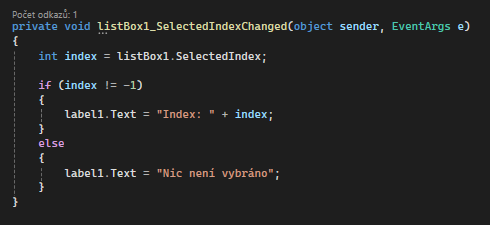 Počet odkazů: 1
private void listBox1_SelectedIndexChanged(object sender, EventArgs e)
{
    int index = listBox1.SelectedIndex;
    if (index != -1)
    {
        label1.Text = "Index: " + index;
    }
    else
    {
        label1.Text = "Nic není vybráno";
    }
}